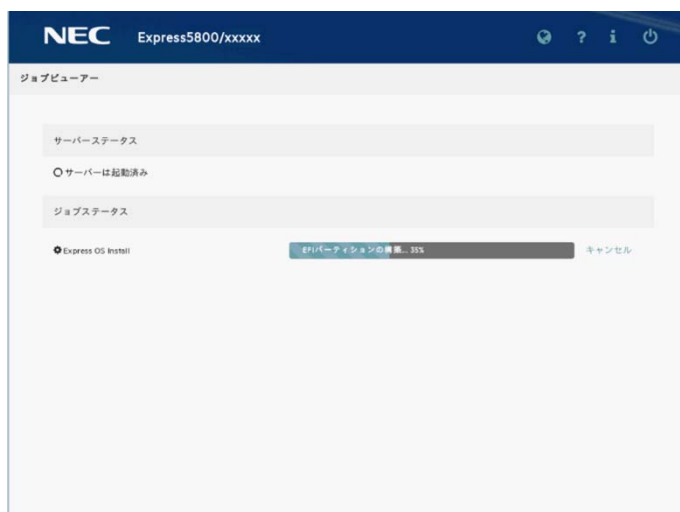 NEC Express5800/xxxxx ? i
ジョブビューアー
サーバーステータス
サーバーは起動済み
ジョブステータス
Express OS Install EFIパーティションの構築... 35% キャンセル